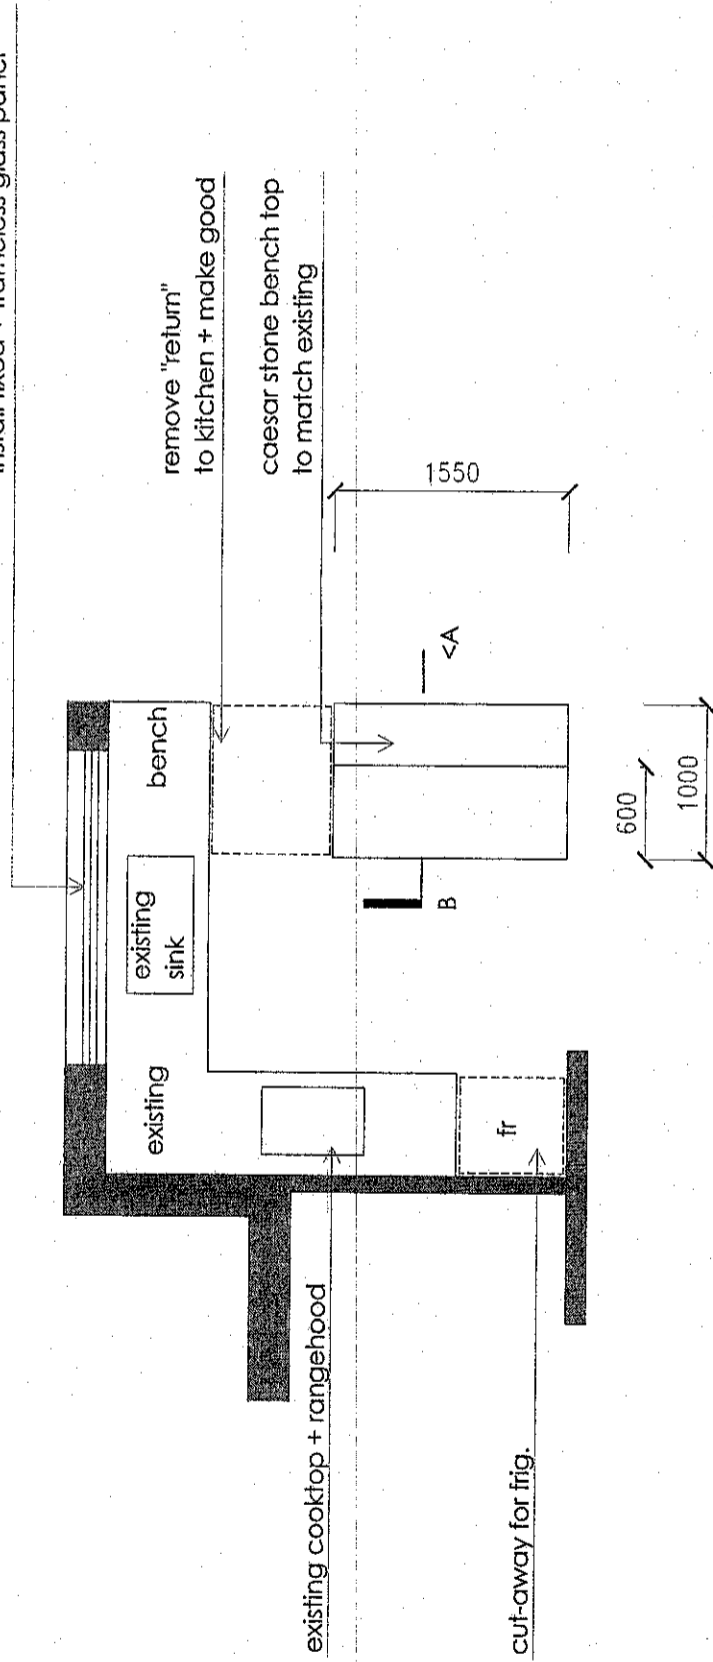 install fixed + frameless glass panel
remove "return"
to kitchen + make good
caesar stone bench top
to match existing
existing
existing
sink
bench
1550
<A
B
600
1000
fr
existing cooktop + rangehood
cut-away for frig.